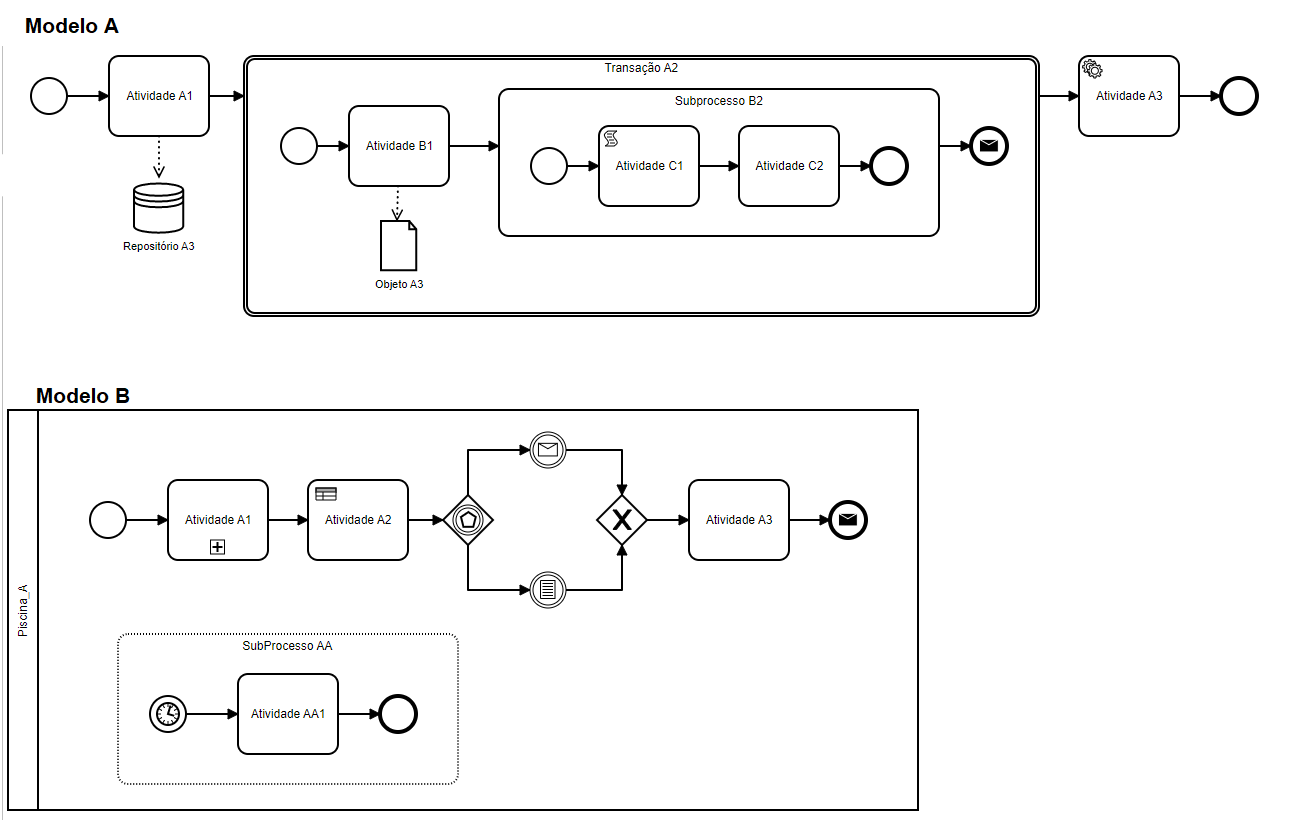 Modelo A
Transação A2
Atividade A1
Subprocesso B2
Atividade A3
Atividade B1
Atividade C1
Atividade C2
Repositório A3
Objeto A3
Modelo B
Piscina_A
Atividade A1
Atividade A2
Atividade A3
SubProcesso AA
Atividade AA1